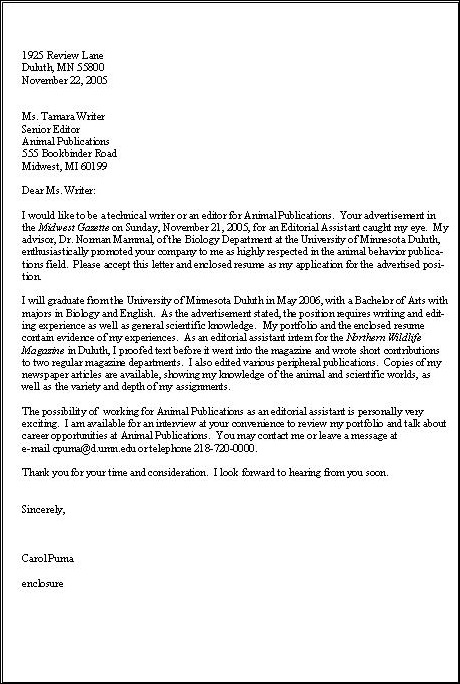 1925 Review Lane
Duluth, MN 55800
November 22, 2005
Ms. Tamara Writer
Senior Editor
Animal Publications
555 Bookbinder Road
Midwest, MI 60199
Dear Ms. Writer:
I would like to be a technical writer or an editor for Animal Publications.  Your advertisement in
the Midwest Gazette on Sunday, November 21, 2005, for an Editorial Assistant caught my eye.  My
advisor, Dr. Norman Mammal, of the Biology Department at the University of Minnesota Duluth,
enthusiastically promoted your company to me as highly respected in the animal behavior publica-
tions field.  Please accept this letter and enclosed resume as my application for the advertised posi-
tion.
I will graduate from the University of Minnesota Duluth in May 2006, with a Bachelor of Arts with
majors in Biology and English.  As the advertisement stated, the position requires writing and edit-
ing experience as well as general scientific knowledge.  My portfolio and the enclosed resume
contain evidence of my experiences.  As an editorial assistant intern for the Northern Wildlife
Magazine in Duluth, I proofed text before it went into the magazine and wrote short contributions
to two regular magazine departments.  I also edited various peripheral publications.  Copies of my
newspaper articles are available, showing my knowledge of the animal and scientific worlds, as
well as the variety and depth of my assignments.
The possibility of  working for Animal Publications as an editorial assistant is personally very
exciting.  I am available for an interview at your convenience to review my portfolio and talk about
career opportunities at Animal Publications.  You may contact me or leave a message at
e-mail cpuma@d.umn.edu or telephone 218-720-0000.
Thank you for your time and consideration.  I look forward to hearing from you soon.
Sincerely,
Carol Puma
enclosure